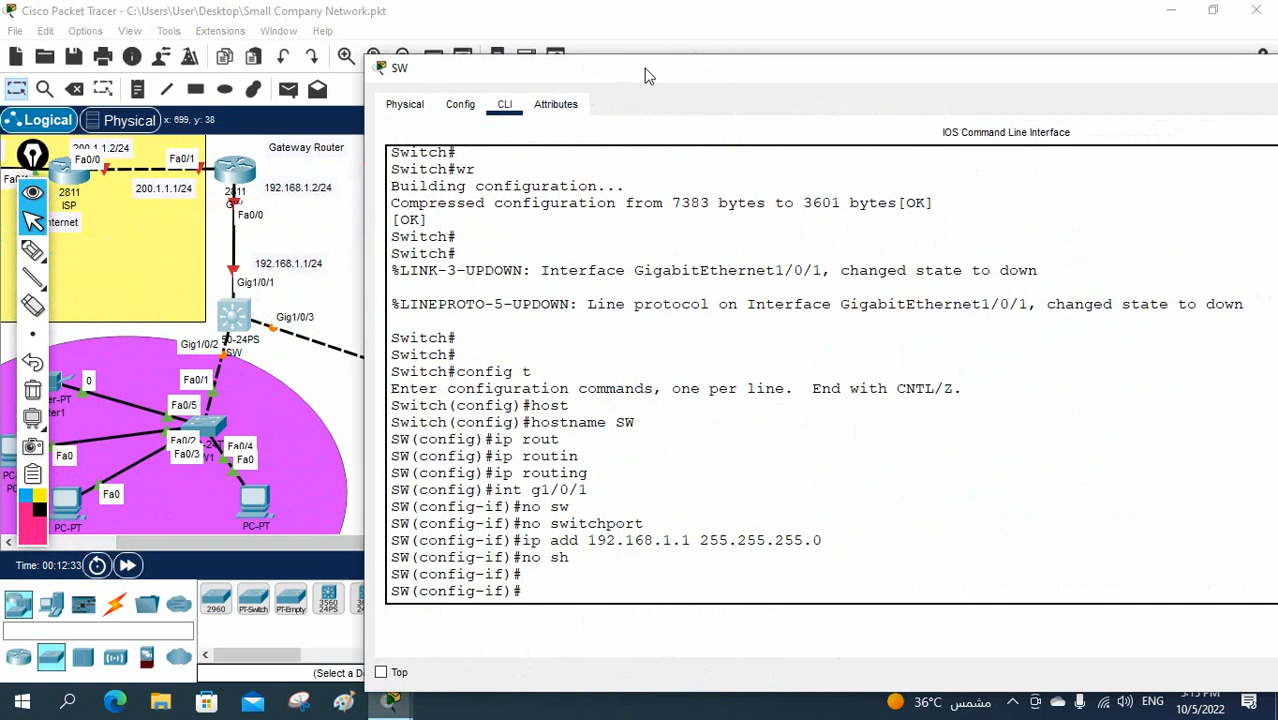 Cisco Packet Tracer - C:\Users\User\Desktop\Small Company Network.pkt
File Edit Options View Tools Extensions Window Help
SW
Physical Config CLI Attributes
IOS Command Line Interface
Logical Physical x: 699, y: 38
200.1.1.2/24
Fa0/0
Fa0/1
Gateway Router
2811
ISP
200.1.1.1/24
192.168.1.2/24
Fa0/0
192.168.1.1/24
Gig1/0/1
Gig1/0/3
SW
Gig1/0/2
Fa0/1
0
Fa0/5
Fa0/2
Fa0/3
Fa0/4
Fa0
Fa0
Fa0
PC-PT
PC-PT
Switch#
Switch#wr
Building configuration...
Compressed configuration from 7383 bytes to 3601 bytes[OK]
[OK]
Switch#
Switch#
%LINK-3-UPDOWN: Interface GigabitEthernet1/0/1, changed state to down
%LINEPROTO-5-UPDOWN: Line protocol on Interface GigabitEthernet1/0/1, changed state to down
Switch#
Switch#
Switch#config t
Enter configuration commands, one per line. End with CNTL/Z.
Switch(config)#host
Switch(config)#hostname SW
SW(config)#ip rout
SW(config)#ip routin
SW(config)#ip routing
SW(config)#int g1/0/1
SW(config-if)#no sw
SW(config-if)#no switchport
SW(config-if)#ip add 192.168.1.1 255.255.255.0
SW(config-if)#no sh
SW(config-if)#
SW(config-if)#
Time: 00:12:33
2960 PT-Switch PT-Empty 3560 24PS
Top
36°C مشمس
ENG
10/5/2022